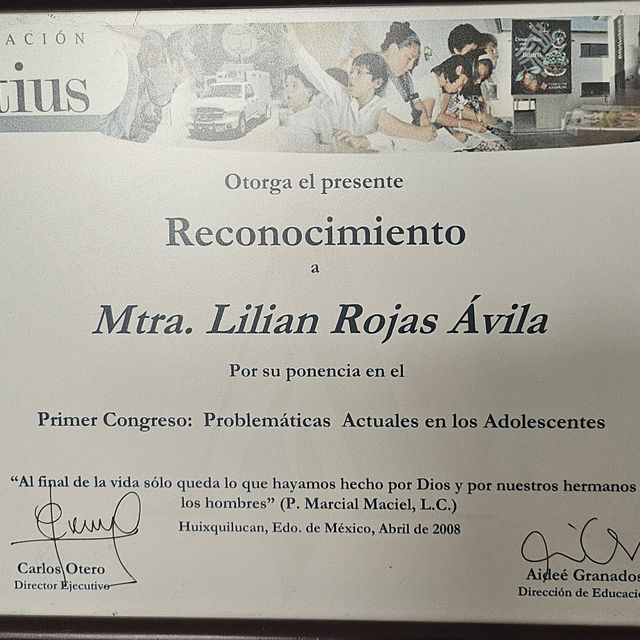 ACIÓN
tius
Otorga el presente
Reconocimiento
a
Mtra. Lilian Rojas Ávila
Por su ponencia en el
Primer Congreso: Problemáticas Actuales en los Adolescentes
“Al final de la vida sólo queda lo que hayamos hecho por Dios y por nuestros hermanos
los hombres” (P. Marcial Maciel, L.C.)
Huixquilucan, Edo. de México, Abril de 2008
Carlos Otero
Director Ejecutivo
Aideé Granados
Dirección de Educació